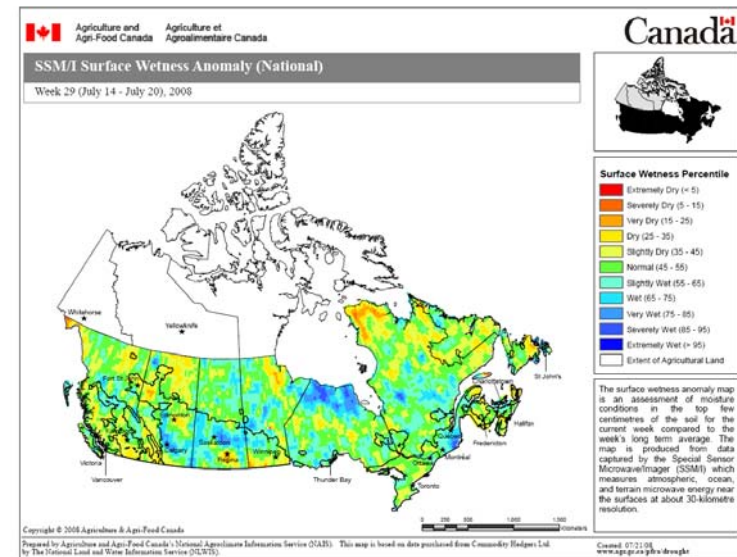 Agriculture and Agri-Food Canada
Agriculture et Agroalimentaire Canada
Canada
SSM/I Surface Wetness Anomaly (National)
Week 29 (July 14 - July 20), 2008
Surface Wetness Percentile
Extremely Dry (< 5)
Severely Dry (5 - 15)
Very Dry (15 - 25)
Dry (25 - 35)
Slightly Dry (35 - 45)
Normal (45 - 55)
Slightly Wet (55 - 65)
Wet (65 - 75)
Very Wet (75 - 85)
Severely Wet (85 - 95)
Extremely Wet (> 95)
Extent of Agricultural Land
Whitehorse
Yellowknife
Fort St.
Edmonton
Calgary
Saskatoon
Regina
Winnipeg
Victoria
Vancouver
Thunder Bay
Toronto
Ottawa
Montréal
Québec
Fredericton
Halifax
Charlottetown
St John's
The surface wetness anomaly map
is an assessment of moisture
conditions in the top few
centimetres of the soil for the
current week compared to the
week's long term average. The
map is produced from data
captured by the Special Sensor
Microwave/Imager (SSM/I) which
measures atmospheric, ocean,
and terrain microwave energy near
the surfaces at about 30-kilometre
resolution.
Copyright © 2008 Agriculture & Agri-Food Canada
Prepared by Agriculture and Agri-Food Canada's National Agroclimate Information Service (NAIS). This map is based on data purchased from Commodity Hedgers Ltd.
by The National Land and Water Information Service (NLWIS).
Created: 07/21/08
www.agr.gc.ca/pfra/drought